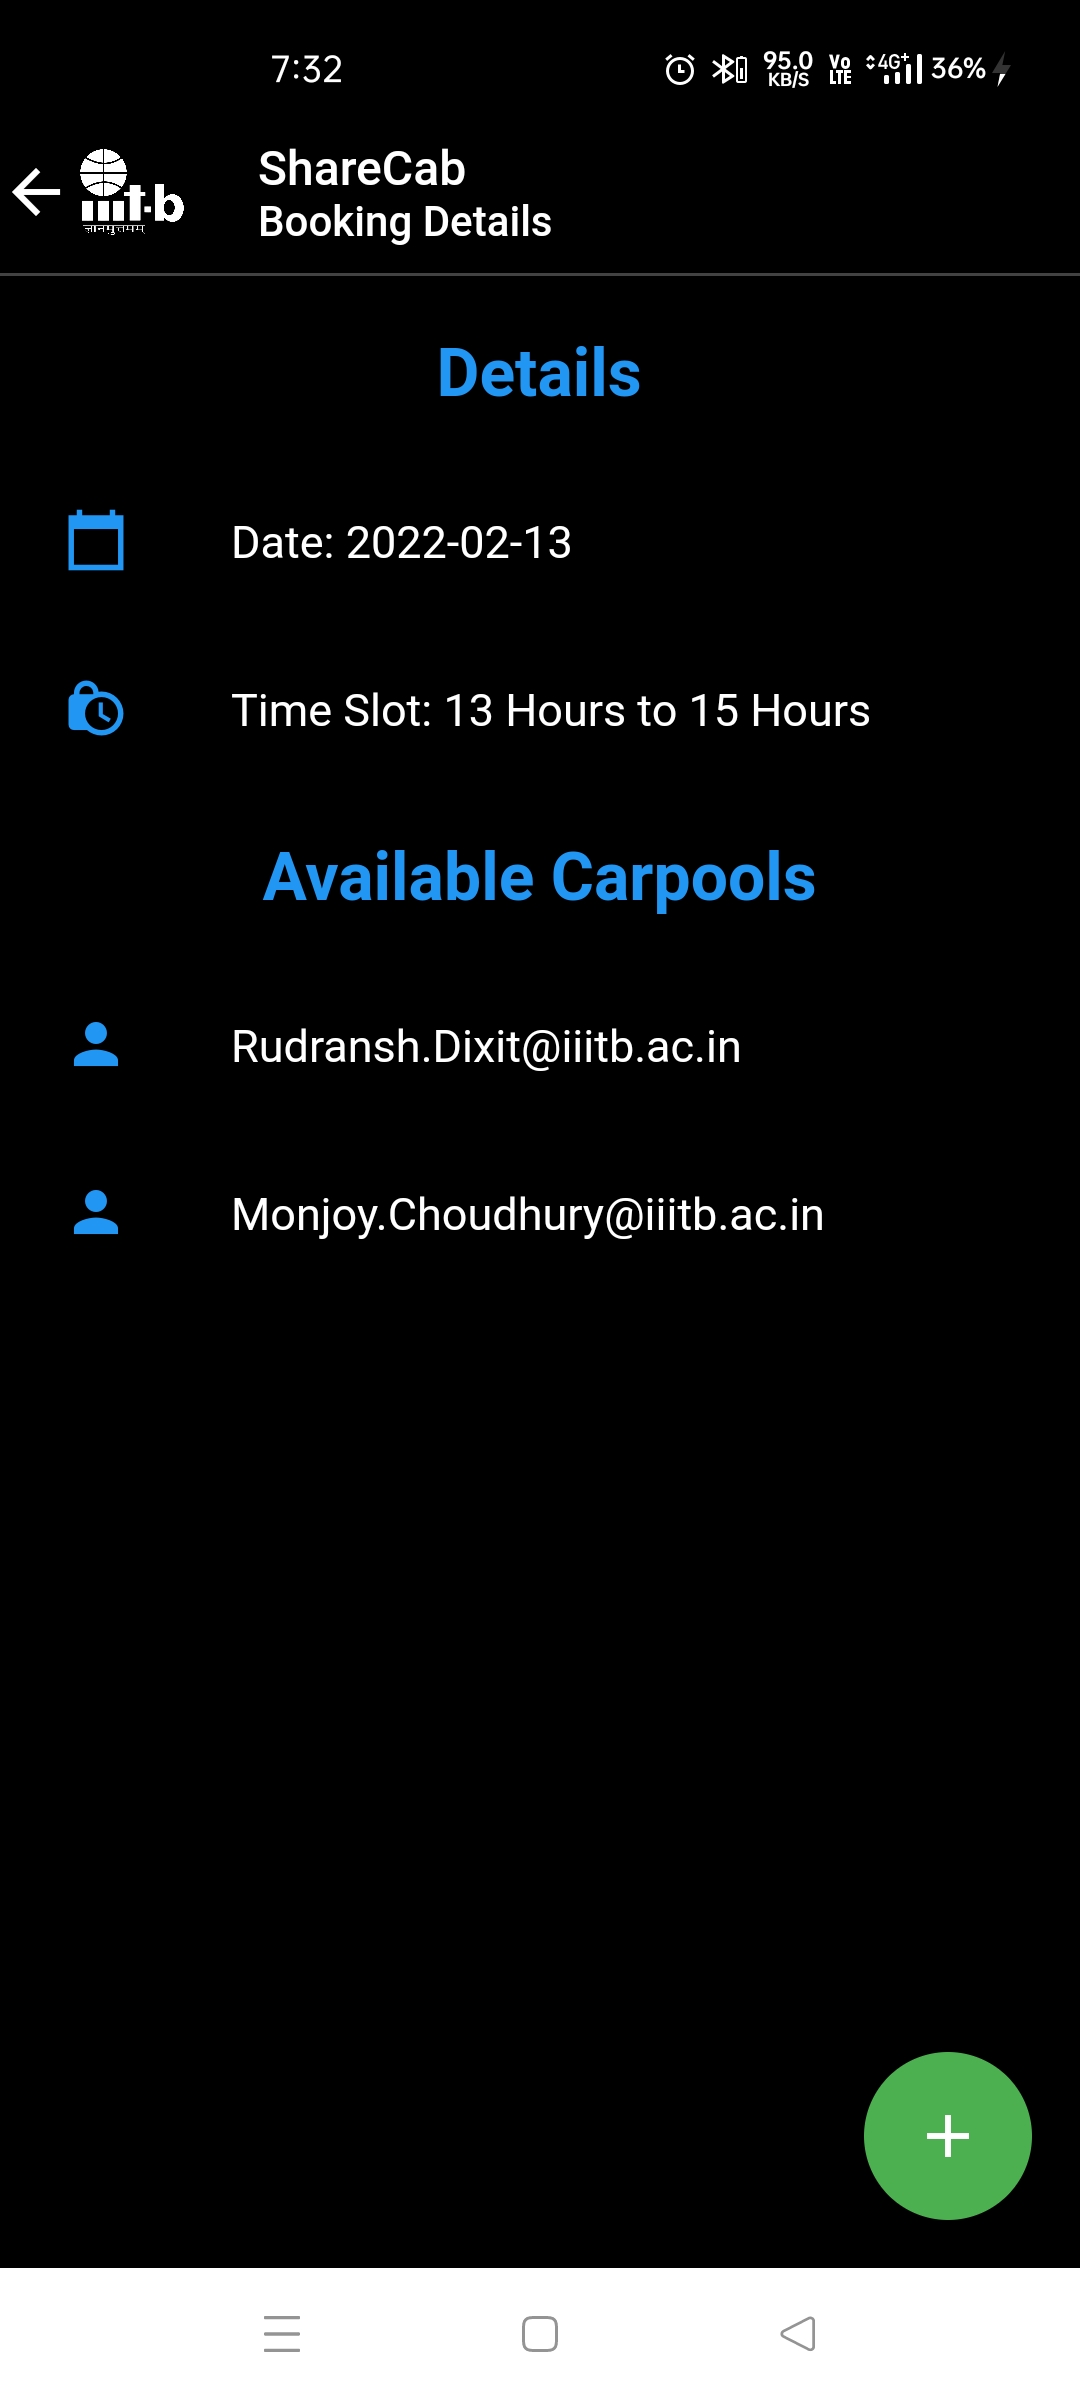 7:32
95.0
KB/S
Vo
LTE
4G+
36%
iiit-b
ज्ञानमुत्तमम्
ShareCab
Booking Details
Details
Date: 2022-02-13
Time Slot: 13 Hours to 15 Hours
Available Carpools
Rudransh.Dixit@iiitb.ac.in
Monjoy.Choudhury@iiitb.ac.in